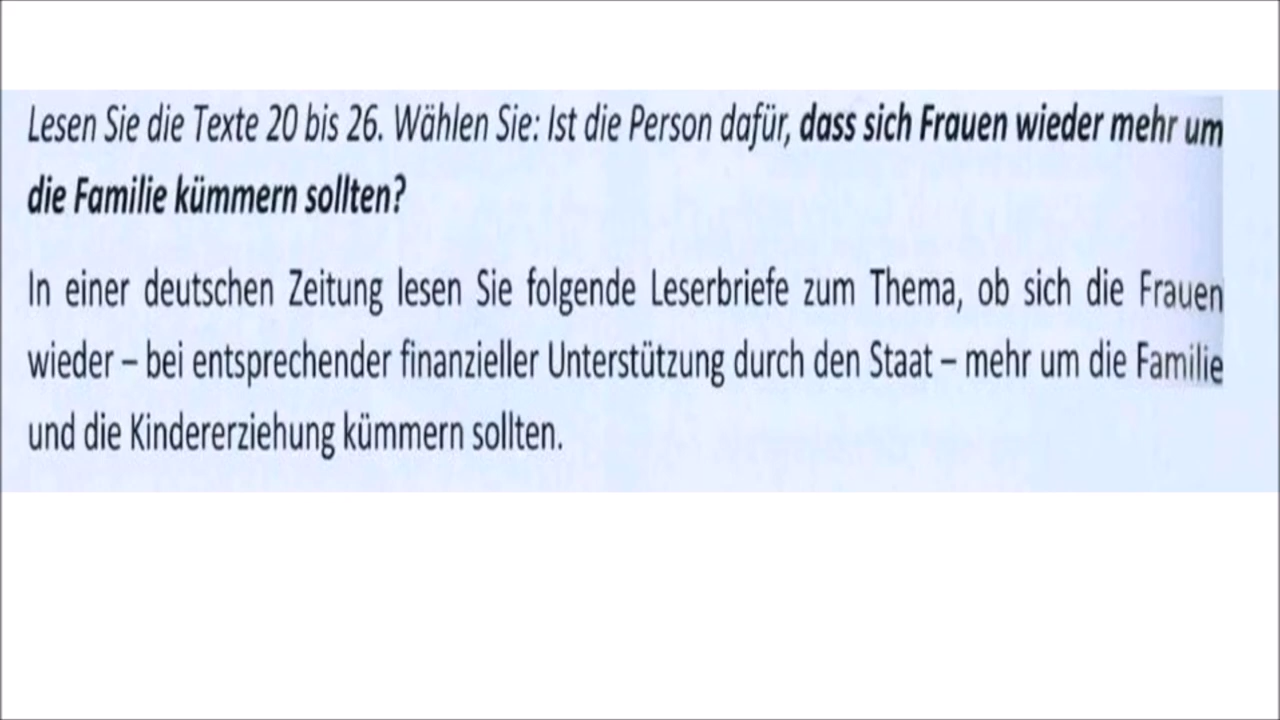 Lesen Sie die Texte 20 bis 26. Wählen Sie: Ist die Person dafür, dass sich Frauen wieder mehr um
die Familie kümmern sollten?
In einer deutschen Zeitung lesen Sie folgende Leserbriefe zum Thema, ob sich die Frauen
wieder – bei entsprechender finanzieller Unterstützung durch den Staat – mehr um die Familie
und die Kindererziehung kümmern sollten.